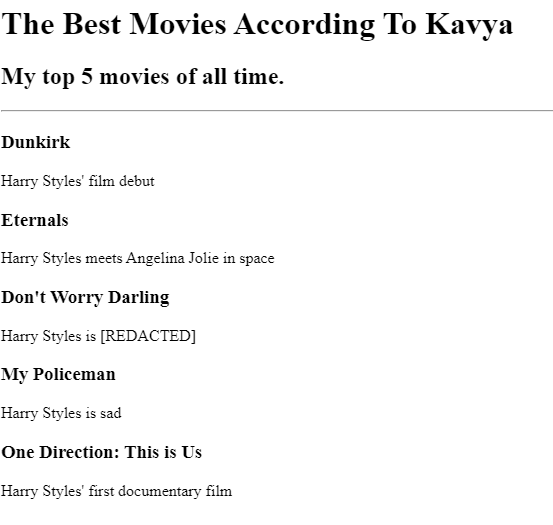 The Best Movies According To Kavya
My top 5 movies of all time.
Dunkirk
Harry Styles' film debut
Eternals
Harry Styles meets Angelina Jolie in space
Don't Worry Darling
Harry Styles is [REDACTED]
My Policeman
Harry Styles is sad
One Direction: This is Us
Harry Styles' first documentary film